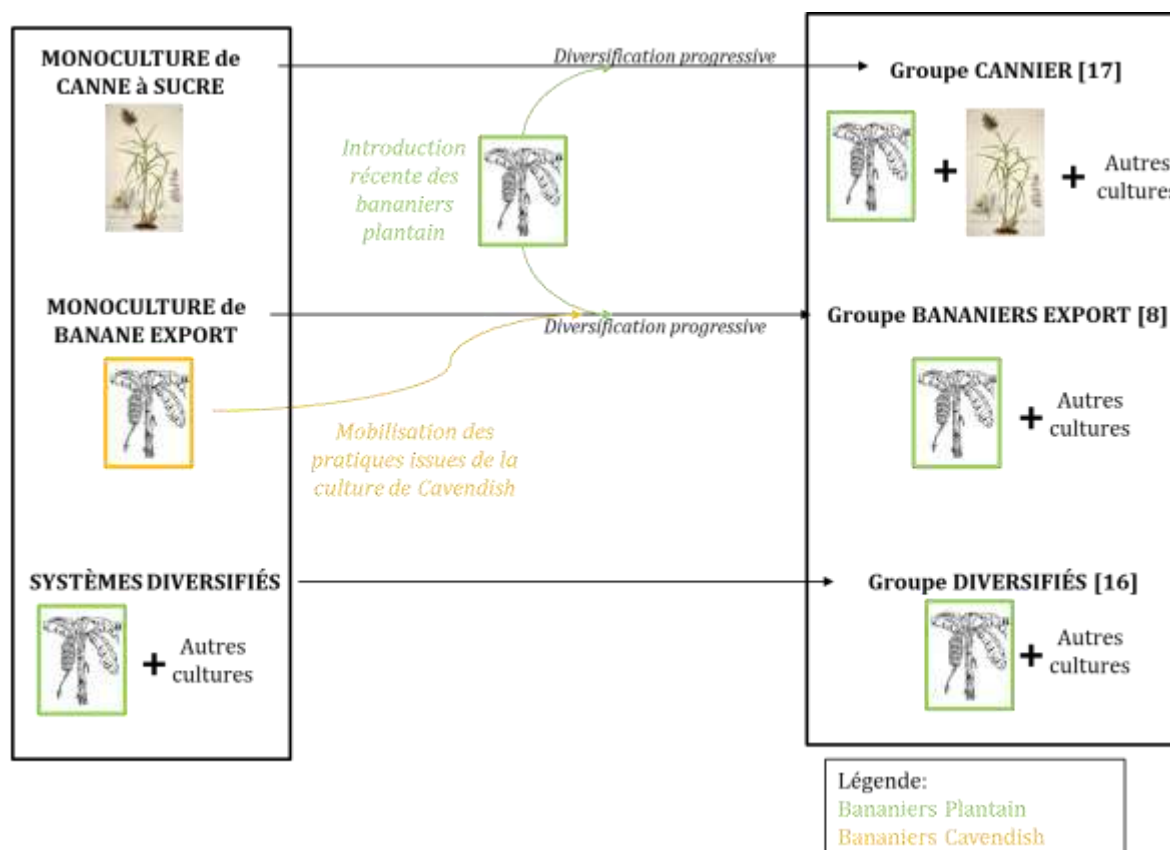 MONOCULTURE de
CANNE à SUCRE
MONOCULTURE de
BANANE EXPORT
SYSTÈMES DIVERSIFIÉS
+ Autres
cultures
Diversification progressive
Introduction
récente des
bananiers
plantain
Diversification progressive
Mobilisation des
pratiques issues de la
culture de Cavendish
Groupe CANNIER [17]
+ + Autres
cultures
Groupe BANANIERS EXPORT [8]
+ Autres
cultures
Groupe DIVERSIFIÉS [16]
+ Autres
cultures
Légende:
Bananiers Plantain
Bananiers Cavendish